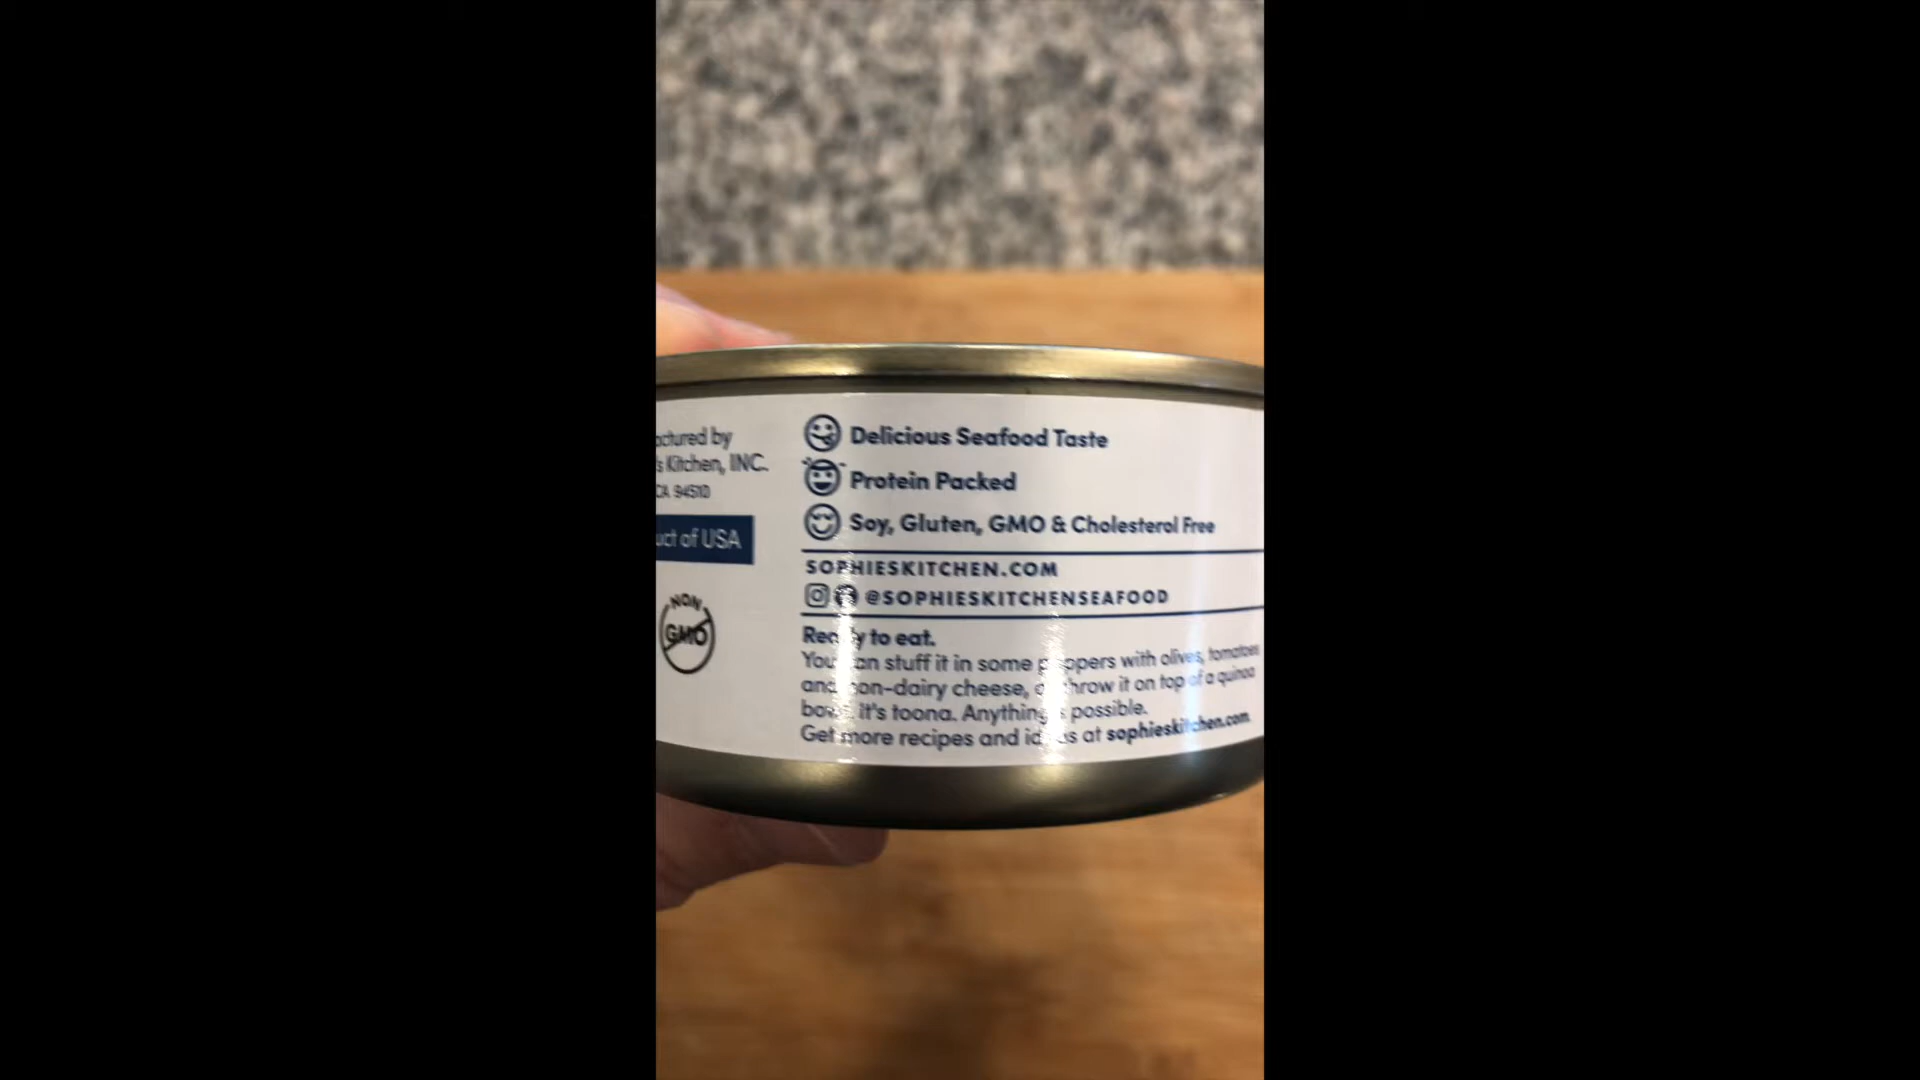 actured by
s Kitchen, INC.
CA 94510
uct of USA
NON
GMO
Delicious Seafood Taste
Protein Packed
Soy, Gluten, GMO & Cholesterol Free
SOPHIESKITCHEN.COM
@SOPHIESKITCHENSEAFOOD
Ready to eat.
You can stuff it in some peppers with olives, tomatoes
and non-dairy cheese, or throw it on top of a quinoa
bowl. It's toona. Anything is possible.
Get more recipes and ideas at sophieskitchen.com